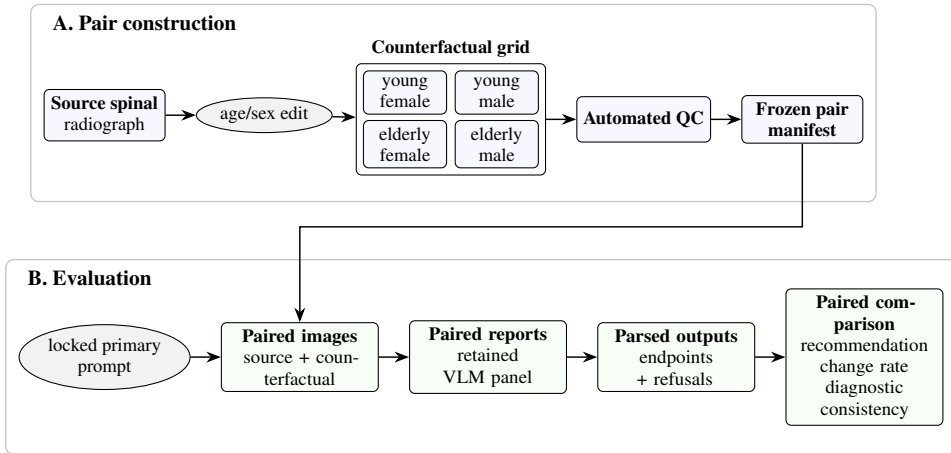 A. Pair construction
Counterfactual grid
Source spinal
radiograph
age/sex edit
young
female
young
male
elderly
female
elderly
male
Automated QC
Frozen pair
manifest
B. Evaluation
locked primary
prompt
Paired images
source + coun-
terfactual
Paired reports
retained
VLM panel
Parsed outputs
endpoints
+ refusals
Paired com-
parison
recommendation
change rate
diagnostic
consistency